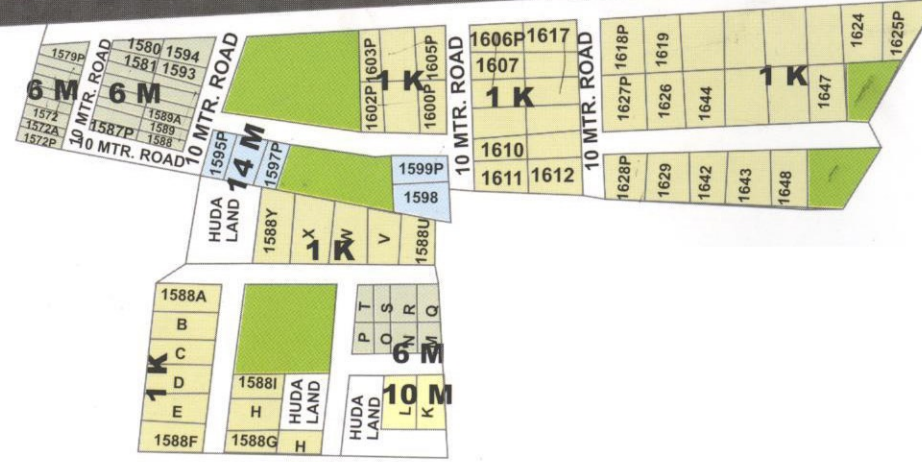 1579P
6 M
1572
1572A
1572P
10 MTR. ROAD
1580 1594
1581 1593
6 M
1589A
1587P 1589
1588
10 MTR. ROAD
10 MTR. ROAD
1603P 1605P
1 K
1602P 1600P
10 MTR. ROAD
1606P 1617
1607
1 K
1610
1611 1612
10 MTR. ROAD
1618P 1619 1624 1625P
1 K
1627P 1626 1644 1647
1628P 1629 1642 1643 1648
1595P 14 M 1597P
1599P
1598
HUDA
LAND
1588Y X W V 1588U
1 K
1588A
B
C
D
E
1588F
1 K
1588I
H
1588G H
HUDA
LAND
T S R Q
P O N M
6 M
10 M
HUDA
LAND
L K